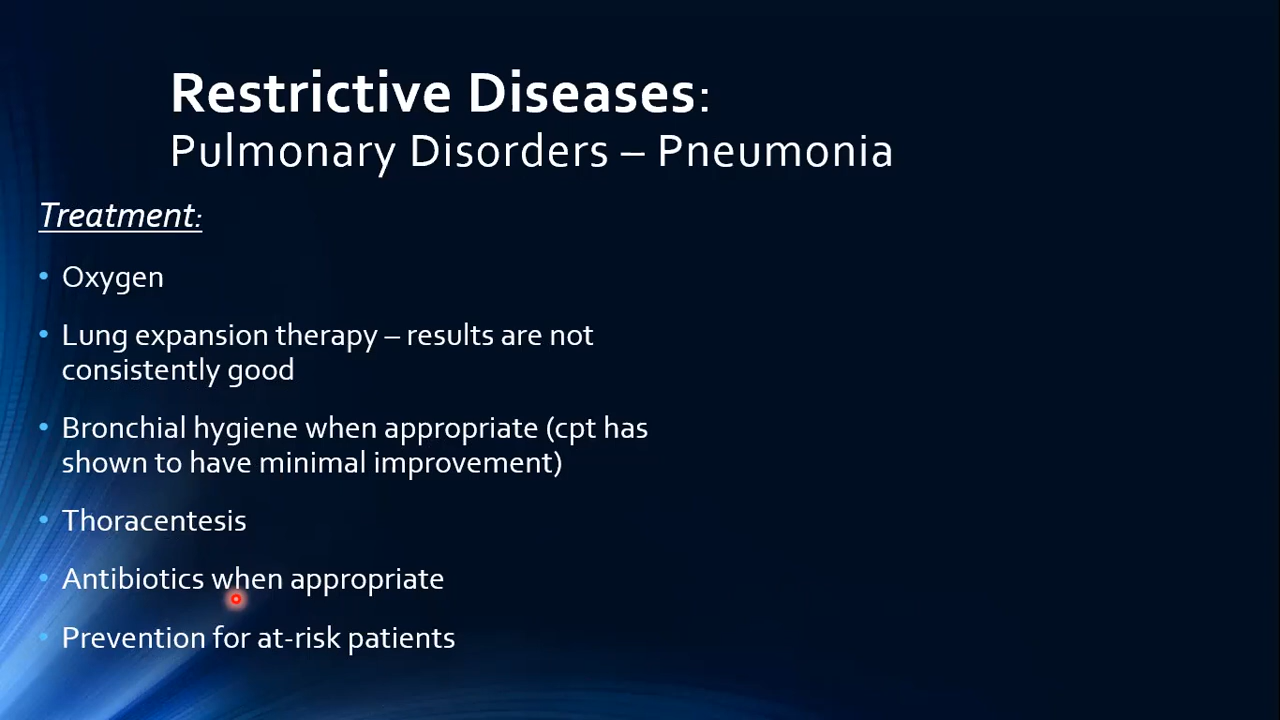 Restrictive Diseases:
Pulmonary Disorders – Pneumonia
Treatment:
• Oxygen
• Lung expansion therapy – results are not
consistently good
• Bronchial hygiene when appropriate (cpt has
shown to have minimal improvement)
• Thoracentesis
• Antibiotics when appropriate
• Prevention for at-risk patients